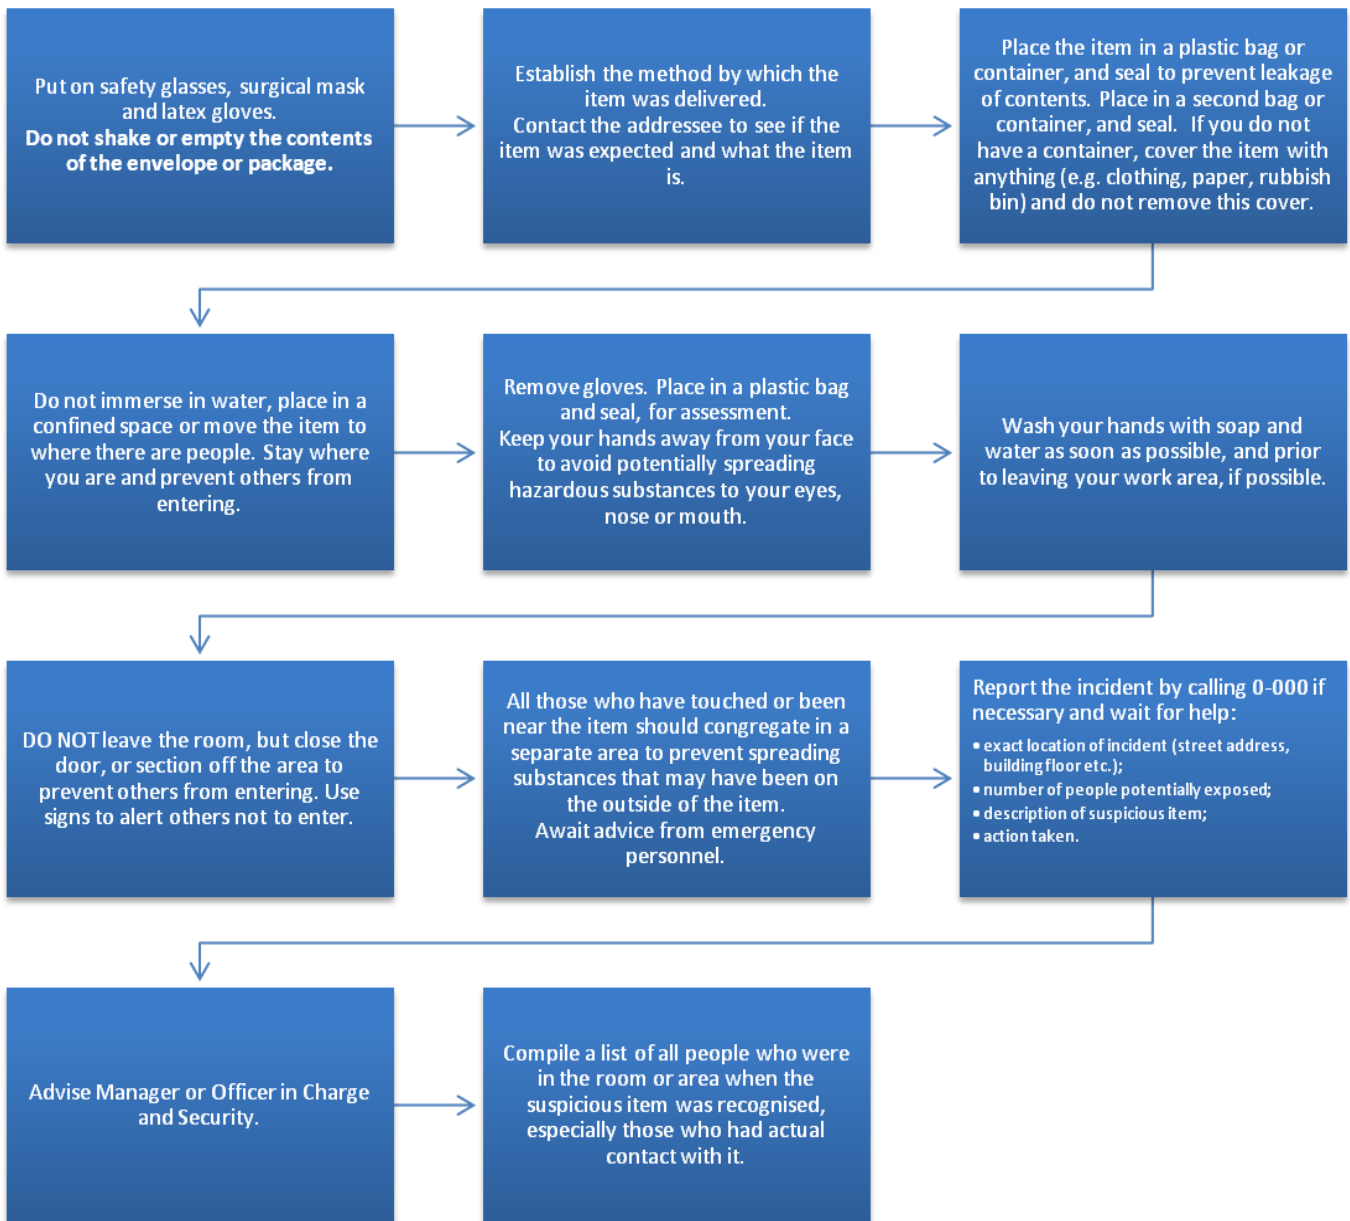 Put on safety glasses, surgical mask
and latex gloves.
Do not shake or empty the contents
of the envelope or package.
Establish the method by which the
item was delivered.
Contact the addressee to see if the
item was expected and what the item
is.
Place the item in a plastic bag or
container, and seal to prevent leakage
of contents. Place in a second bag or
container, and seal. If you do not
have a container, cover the item with
anything (e.g. clothing, paper, rubbish
bin) and do not remove this cover.
Do not immerse in water, place in a
confined space or move the item to
where there are people. Stay where
you are and prevent others from
entering.
Remove gloves. Place in a plastic bag
and seal, for assessment.
Keep your hands away from your face
to avoid potentially spreading
hazardous substances to your eyes,
nose or mouth.
Wash your hands with soap and
water as soon as possible, and prior
to leaving your work area, if possible.
DO NOT leave the room, but close the
door, or section off the area to
prevent others from entering. Use
signs to alert others not to enter.
All those who have touched or been
near the item should congregate in a
separate area to prevent spreading
substances that may have been on
the outside of the item.
Await advice from emergency
personnel.
Report the incident by calling 0-000 if
necessary and wait for help:
• exact location of incident (street address,
building floor etc.);
• number of people potentially exposed;
• description of suspicious item;
• action taken.
Advise Manager or Officer in Charge
and Security.
Compile a list of all people who were
in the room or area when the
suspicious item was recognised,
especially those who had actual
contact with it.